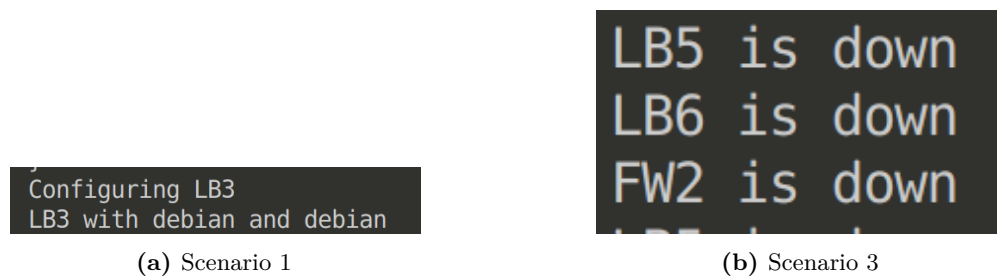 Configuring LB3
LB3 with debian and debian
(a) Scenario 1
LB5 is down
LB6 is down
FW2 is down
(b) Scenario 3